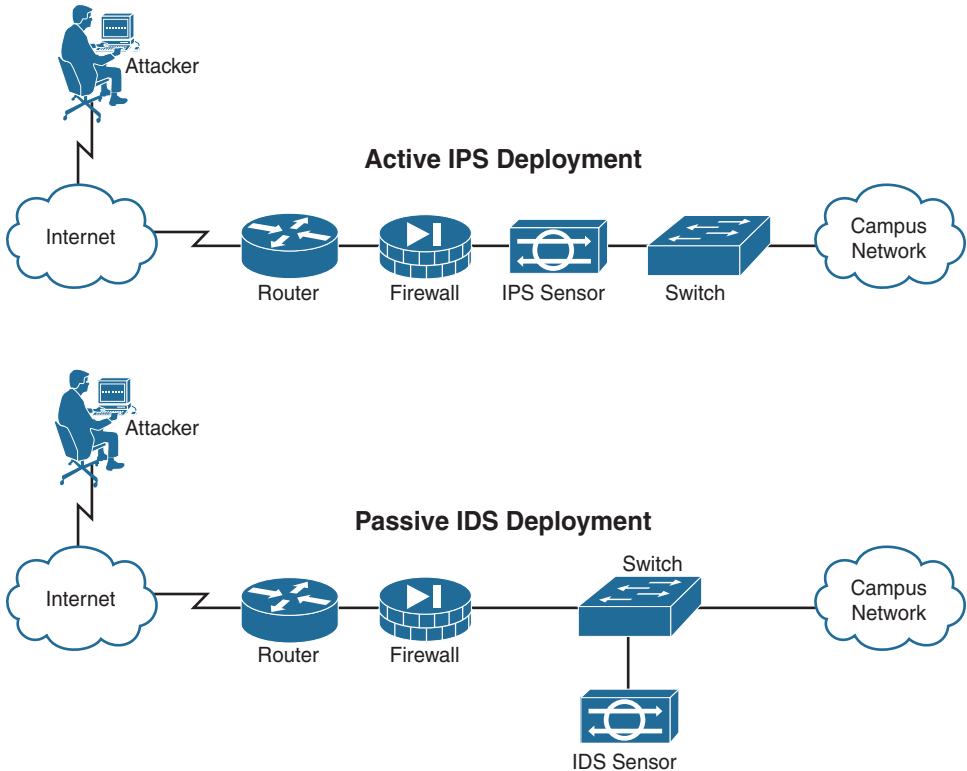 Attacker
Active IPS Deployment
Internet
Campus
Network
Router
Firewall
IPS Sensor
Switch
Attacker
Passive IDS Deployment
Switch
Internet
Campus
Network
Router
Firewall
IDS Sensor